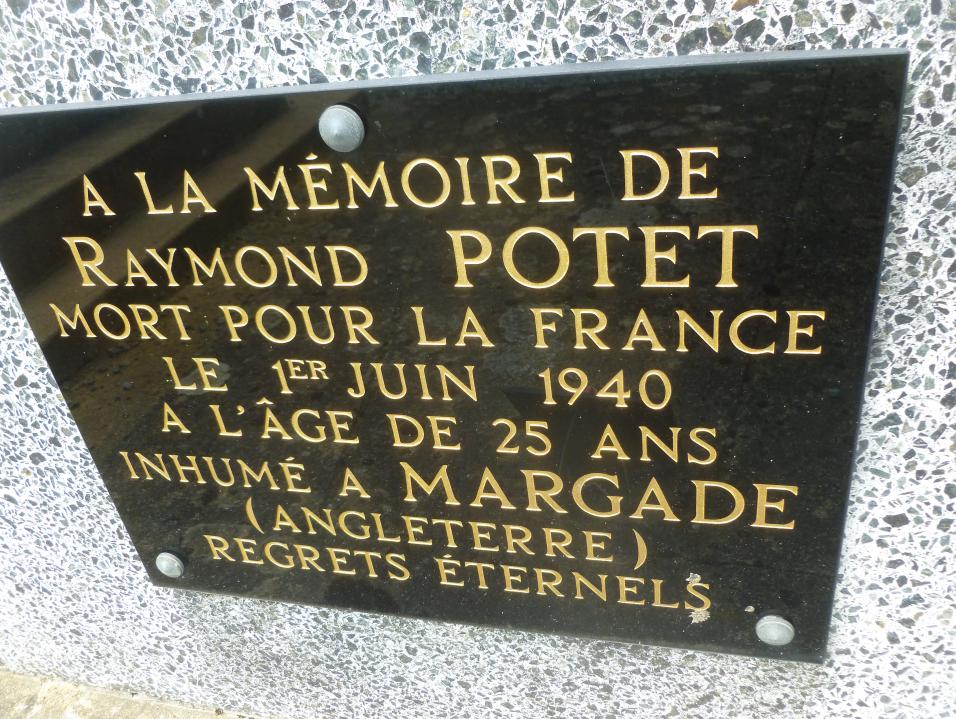 A LA MÉMOIRE DE
RAYMOND POTET
MORT POUR LA FRANCE
LE 1ER JUIN 1940
A L'ÂGE DE 25 ANS
INHUMÉ A MARGADE
(ANGLETERRE)
REGRETS ÉTERNELS